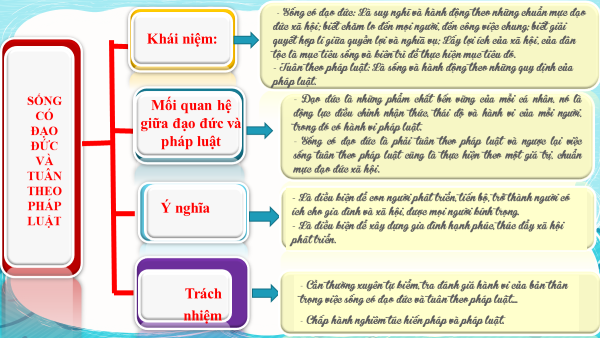 SỐNG
CÓ
ĐẠO
ĐỨC
VÀ
TUÂN
THEO
PHÁP
LUẬT
Khái niệm:
- Sống có đạo đức: Là suy nghĩ và hành động theo những chuẩn mực đạo
đức xã hội; biết chăm lo đến mọi người, đến công việc chung; biết giải
quyết hợp lí giữa quyền lợi và nghĩa vụ; Lấy lợi ích của xã hội, của dân
tộc là mục tiêu sống và kiên trì để thực hiện mục tiêu đó.
- Tuân theo pháp luật: Là sống và hành động theo những quy định của
pháp luật.
Mối quan hệ
giữa đạo đức và
pháp luật
- Đạo đức là những phẩm chất bền vững của mỗi cá nhân, nó là
động lực điều chỉnh nhận thức, thái độ và hành vi của mỗi người,
trong đó có hành vi pháp luật.
- Sống có đạo đức là phải tuân theo pháp luật và ngược lại việc
sống tuân theo pháp luật cũng là thực hiện theo một giá trị, chuẩn
mực đạo đức xã hội.
Ý nghĩa
- Là điều kiện để con người phát triển, tiến bộ, trở thành người có
ích cho gia đình và xã hội, được mọi người kính trọng.
- Là điều kiện để xây dựng gia đình hạnh phúc, thúc đẩy xã hội
phát triển.
Trách
nhiệm
- Cần thường xuyên tự kiểm, tra đánh giá hành vi của bản thân
trong việc sống có đạo đức và tuân theo pháp luật...
- Chấp hành nghiêm túc hiến pháp và pháp luật.